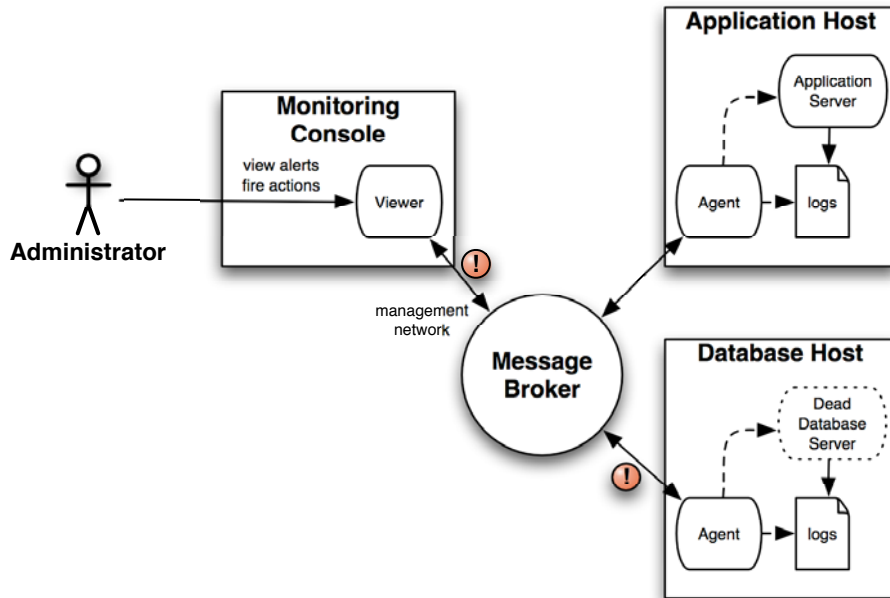 Application Host
Application
Server
Agent
logs
Monitoring
Console
view alerts
fire actions
Viewer
Administrator
!
management
network
Message
Broker
!
Database Host
Dead
Database
Server
Agent
logs